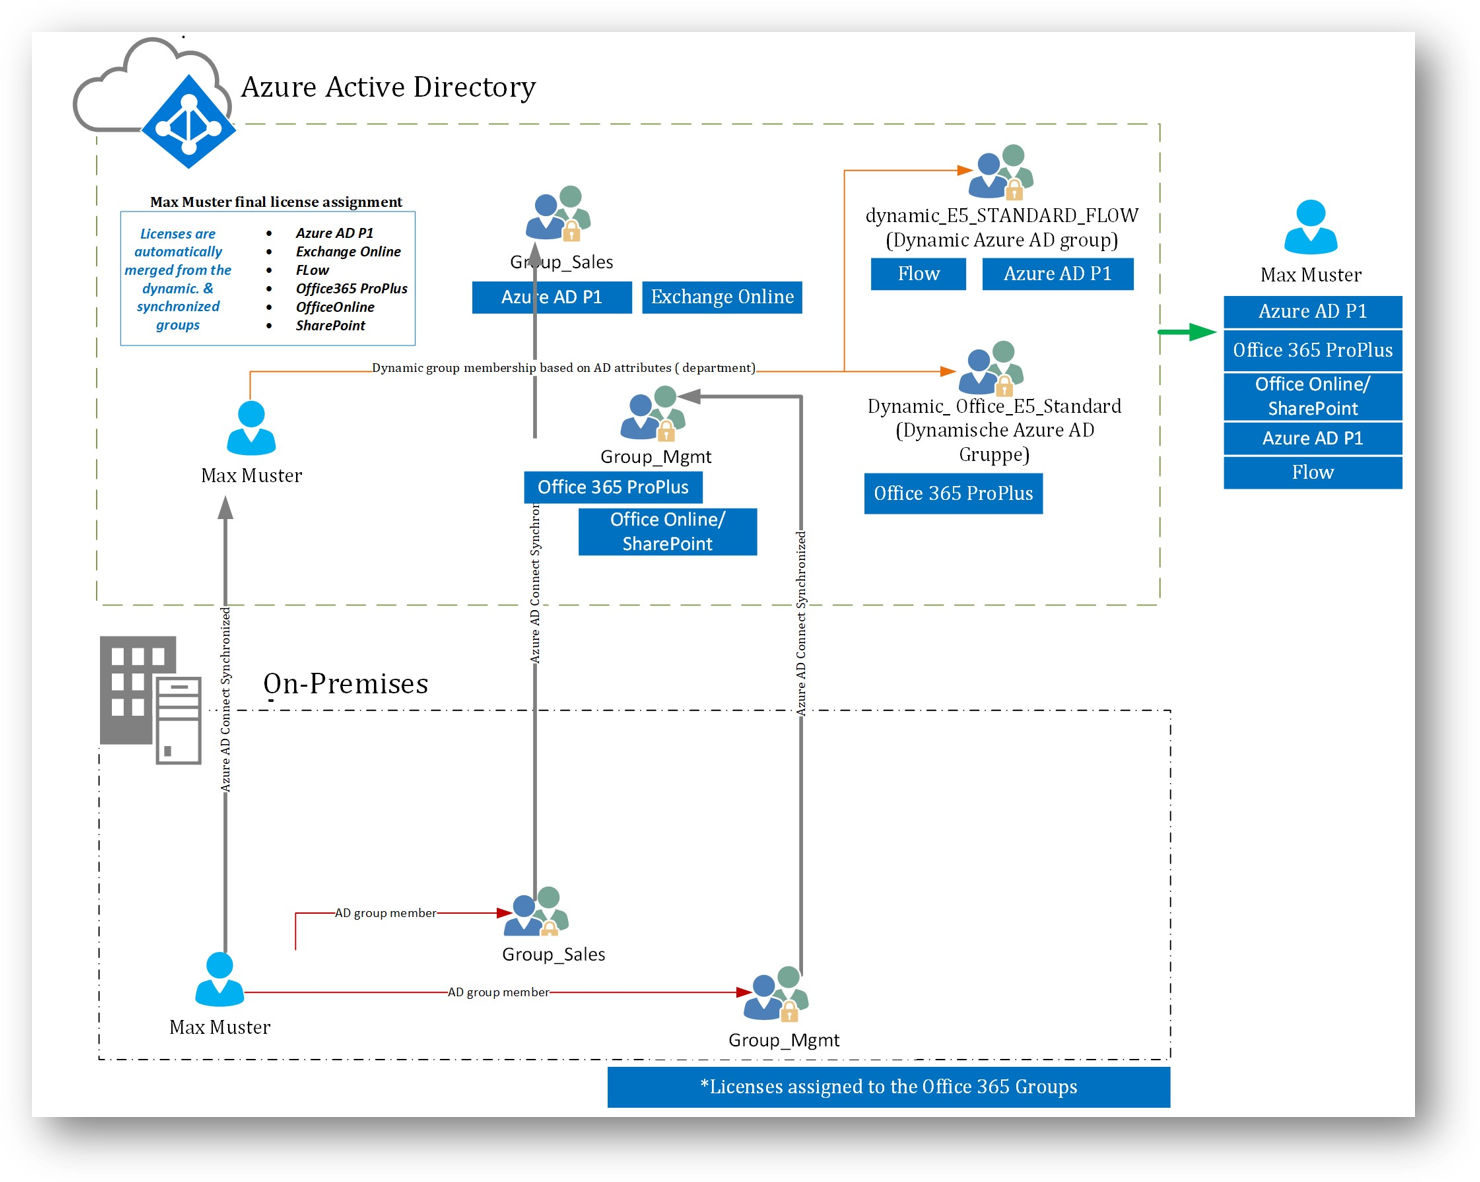 Azure Active Directory
Max Muster final license assignment
Licenses are
automatically
merged from the
dynamic. &
synchronized
groups
• Azure AD P1
• Exchange Online
• FLow
• Office365 ProPlus
• OfficeOnline
• SharePoint
Group_Sales
Azure AD P1
Exchange Online
dynamic_E5_STANDARD_FLOW
(Dynamic Azure AD group)
Flow
Azure AD P1
Max Muster
Azure AD P1
Office 365 ProPlus
Office Online/
SharePoint
Azure AD P1
Flow
Dynamic group membership based on AD attributes ( department)
Max Muster
Group_Mgmt
Office 365 ProPlus
Office Online/
SharePoint
Dynamic_ Office_E5_Standard
(Dynamische Azure AD
Gruppe)
Office 365 ProPlus
Azure AD Connect Synchronized
Azure AD Connect Synchron
Azure AD Connect Synchronized
On-Premises
AD group member
Group_Sales
AD group member
Max Muster
Group_Mgmt
*Licenses assigned to the Office 365 Groups